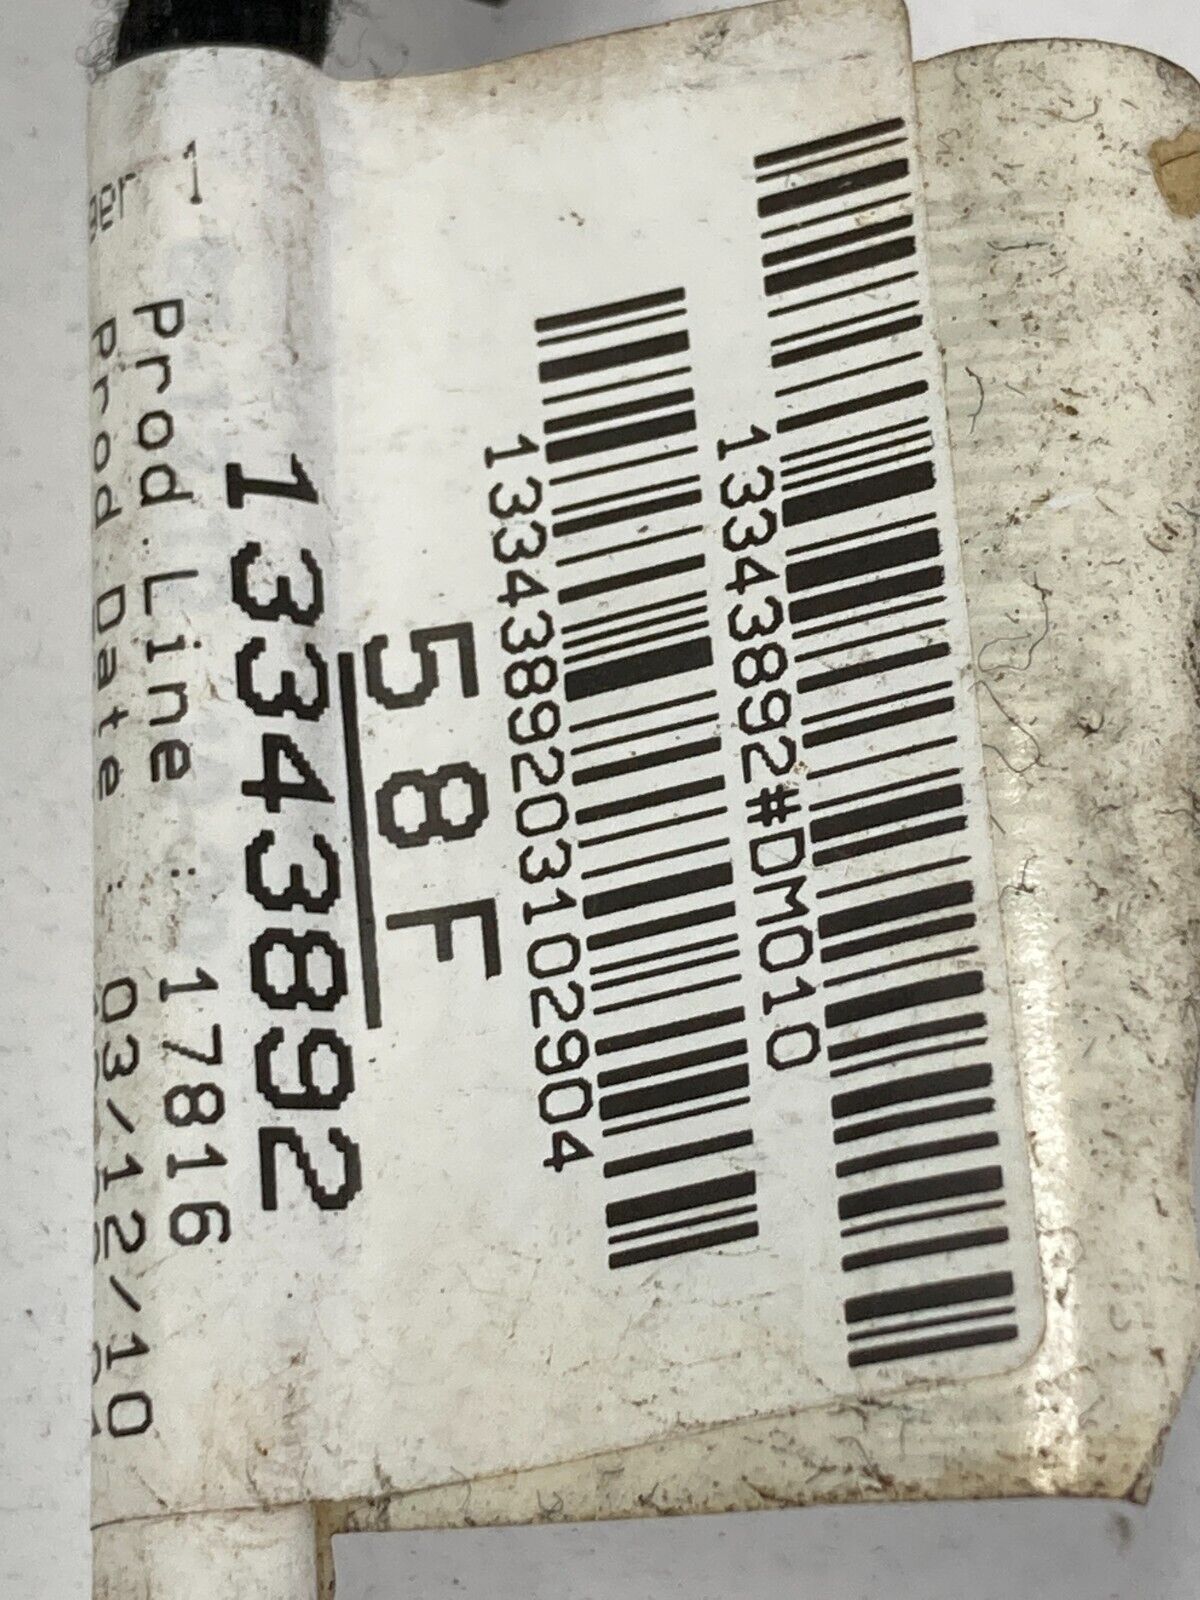 13343892#DM010
1334389203102904
58F
13343892
Prod Line : 17816
Prod Date : 03/12/10